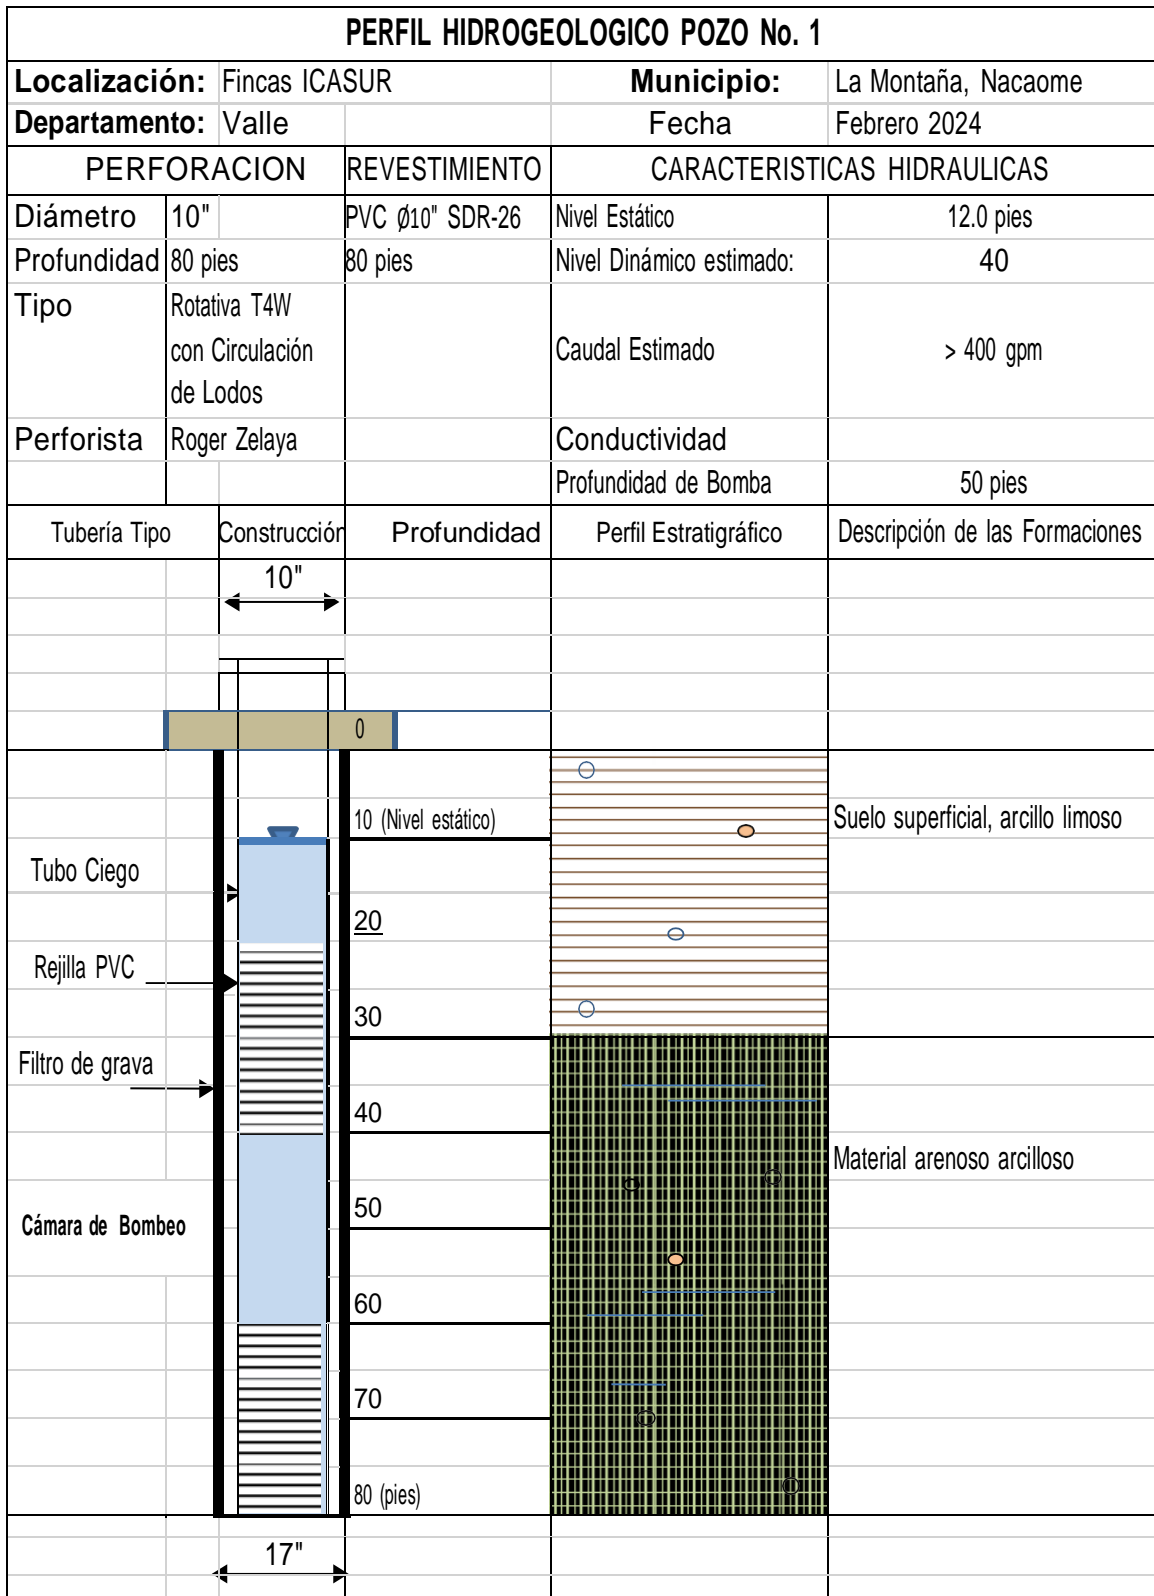 PERFIL HIDROGEOLOGICO POZO No. 1
Localización: Fincas ICASUR Municipio: La Montaña, Nacaome
Departamento: Valle Fecha Febrero 2024
PERFORACION REVESTIMIENTO CARACTERISTICAS HIDRAULICAS
Diámetro 10" PVC Ø10" SDR-26 Nivel Estático 12.0 pies
Profundidad 80 pies 80 pies Nivel Dinámico estimado: 40
Tipo Rotativa T4W
con Circulación Caudal Estimado > 400 gpm
de Lodos
Perforista Roger Zelaya Conductividad
Profundidad de Bomba 50 pies
Tubería Tipo Construcción Profundidad Perfil Estratigráfico Descripción de las Formaciones
10"
0
10 (Nivel estático) Suelo superficial, arcillo limoso
Tubo Ciego
20
Rejilla PVC
30
Filtro de grava
40
Material arenoso arcilloso
50
Cámara de Bombeo
60
70
80 (pies)
17"